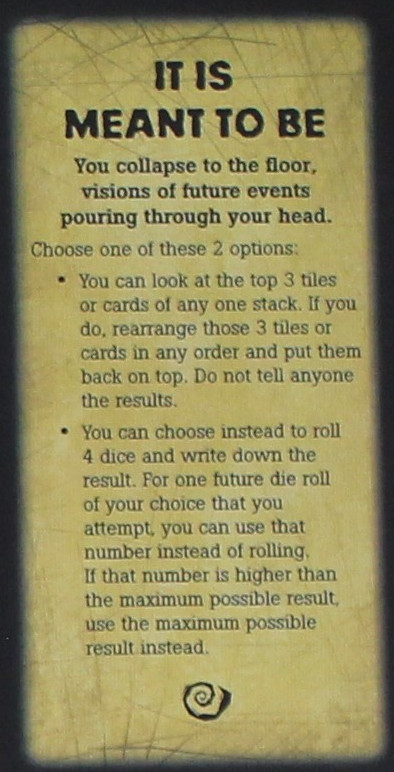 IT IS
MEANT TO BE
You collapse to the floor,
visions of future events
pouring through your head.
Choose one of these 2 options:
• You can look at the top 3 tiles
or cards of any one stack. If you
do, rearrange those 3 tiles or
cards in any order and put them
back on top. Do not tell anyone
the results.
• You can choose instead to roll
4 dice and write down the
result. For one future die roll
of your choice that you
attempt, you can use that
number instead of rolling.
If that number is higher than
the maximum possible result,
use the maximum possible
result instead.